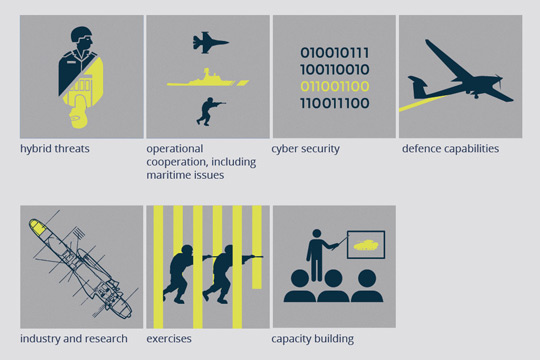 010010111
100110010
011001100
110011100
hybrid threats
operational
cooperation, including
maritime issues
cyber security
defence capabilities
industry and research
exercises
capacity building